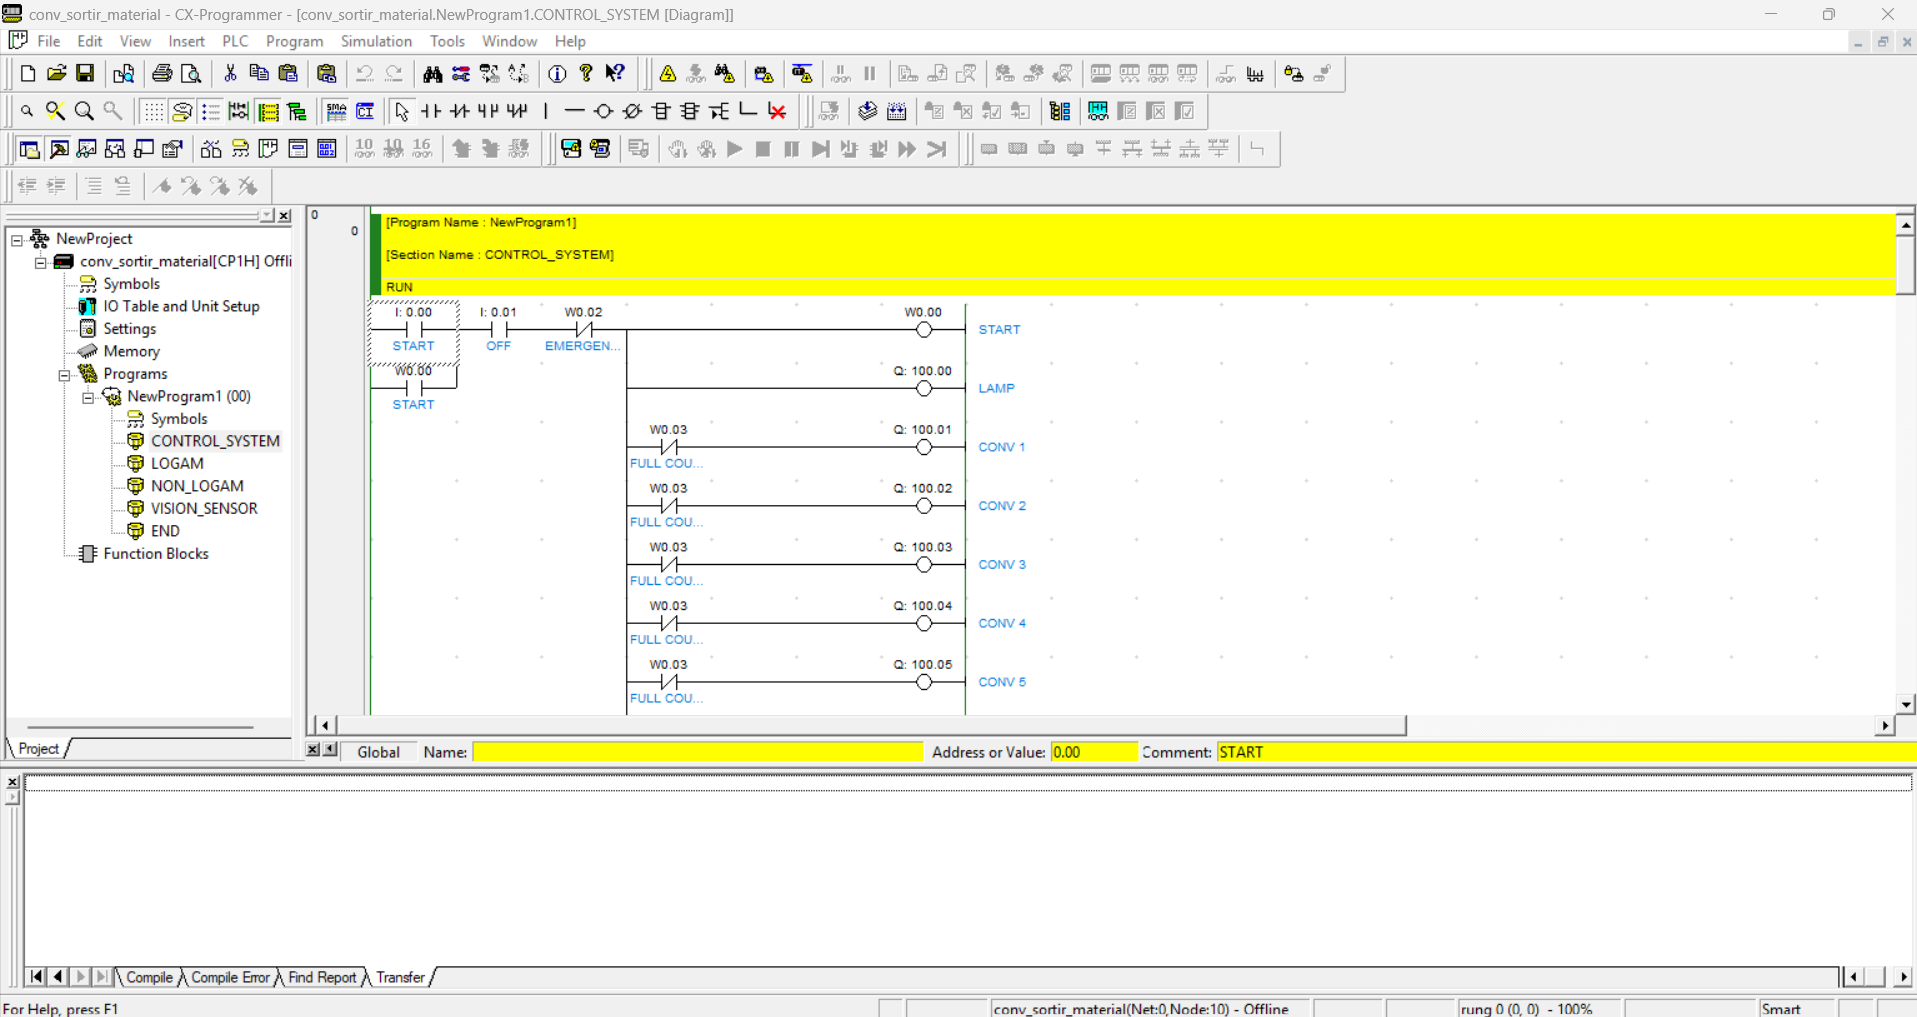 conv_sortir_material - CX-Programmer - [conv_sortir_material.NewProgram1.CONTROL_SYSTEM [Diagram]]
File Edit View Insert PLC Program Simulation Tools Window Help
SMA CI
10 10 16
NewProject
conv_sortir_material[CP1H] Offli
Symbols
IO Table and Unit Setup
Settings
Memory
Programs
NewProgram1 (00)
Symbols
CONTROL_SYSTEM
LOGAM
NON_LOGAM
VISION_SENSOR
END
Function Blocks
Project
0
0
[Program Name : NewProgram1]
[Section Name : CONTROL_SYSTEM]
RUN
I: 0.00 I: 0.01 W0.02 W0.00
START
START OFF EMERGEN...
W0.00 Q: 100.00
LAMP
START
W0.03 Q: 100.01
CONV 1
FULL COU...
W0.03 Q: 100.02
CONV 2
FULL COU...
W0.03 Q: 100.03
CONV 3
FULL COU...
W0.03 Q: 100.04
CONV 4
FULL COU...
W0.03 Q: 100.05
CONV 5
FULL COU...
Global Name: Address or Value: 0.00 Comment: START
Compile Compile Error Find Report Transfer
For Help, press F1 conv_sortir_material(Net:0,Node:10) - Offline rung 0 (0, 0) - 100% Smart